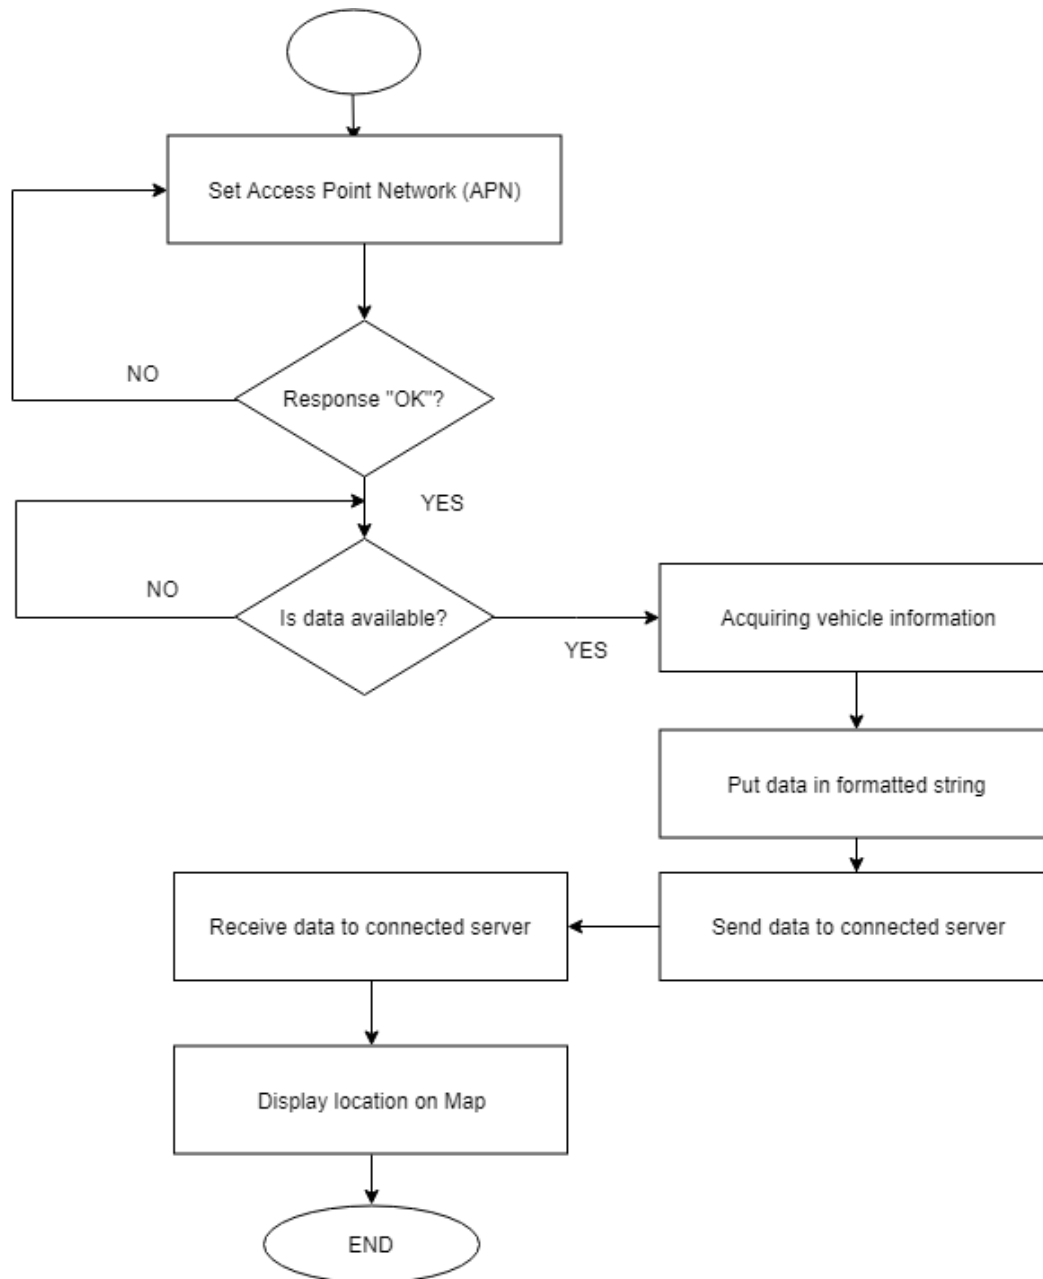 Set Access Point Network (APN)
NO
Response "OK"?
YES
NO
Is data available?
YES
Acquiring vehicle information
Put data in formatted string
Receive data to connected server
Send data to connected server
Display location on Map
END